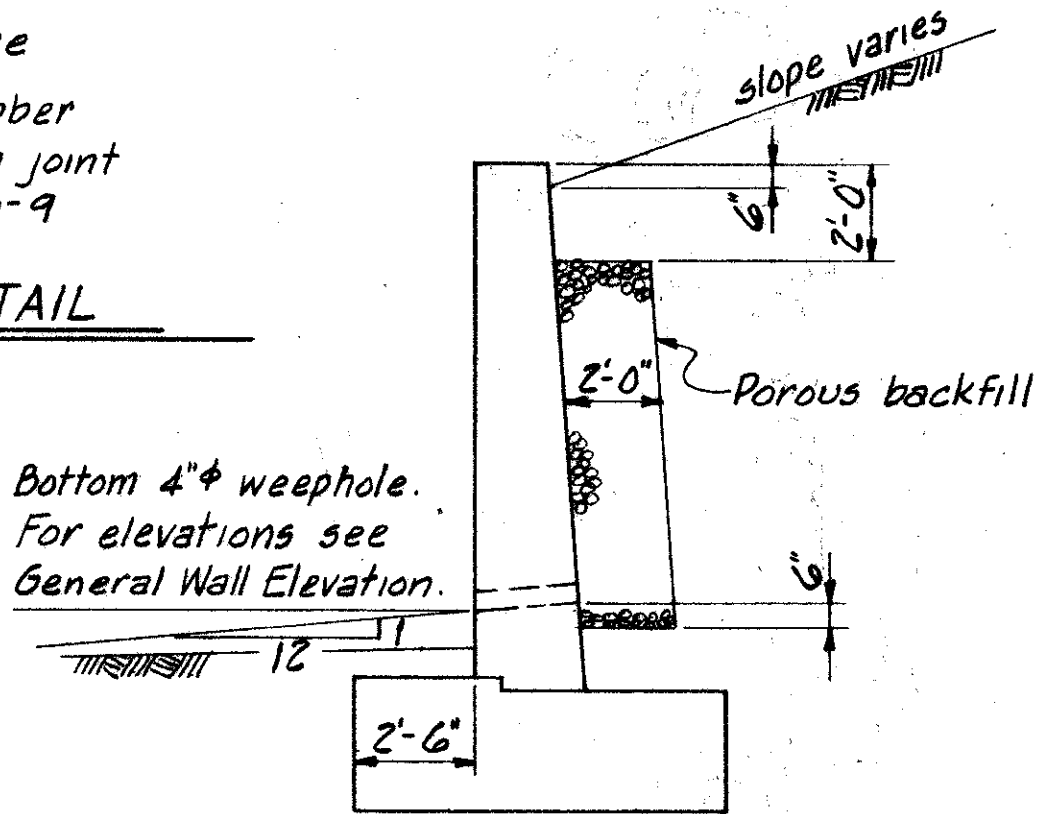 joint
-9
TAIL
slope varies
6"
2'-0"
2'-0"
Porous backfill
Bottom 4"ϕ weephole.
For elevations see
General Wall Elevation.
6"
1
12
2'-6"